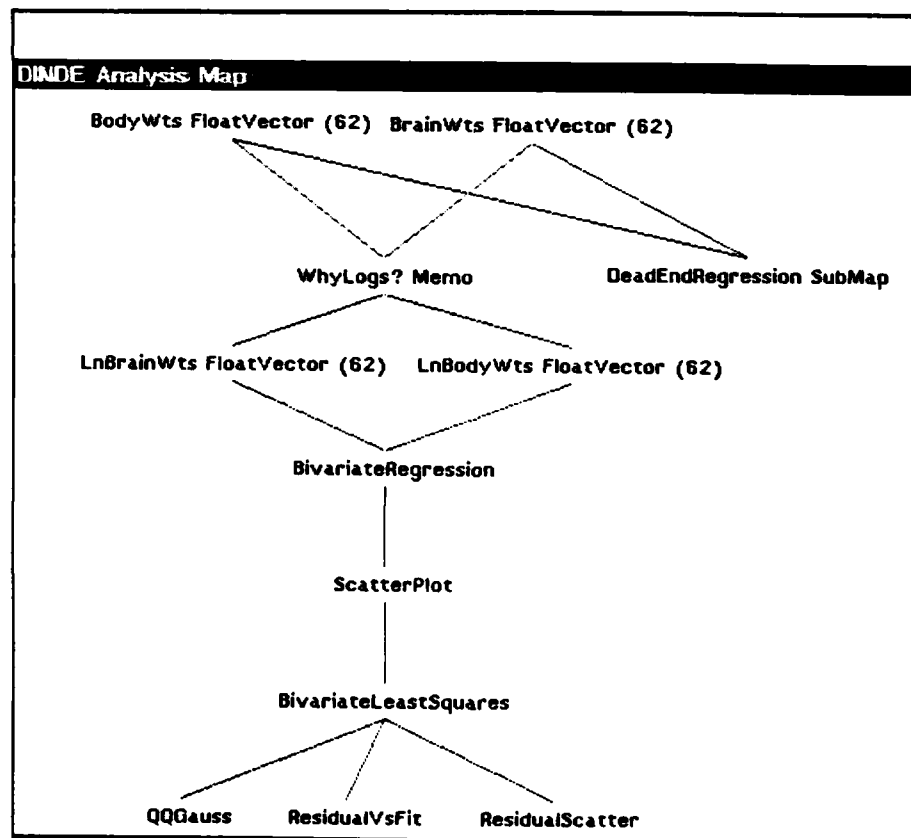 DINDE Analysis Map
BodyWts FloatVector (62) BrainWts FloatVector (62)
WhyLogs? Memo DeadEndRegression SubMap
LnBrainWts FloatVector (62) LnBodyWts FloatVector (62)
BivariateRegression
ScatterPlot
BivariateLeastSquares
QQGauss ResidualVsFit ResidualScatter